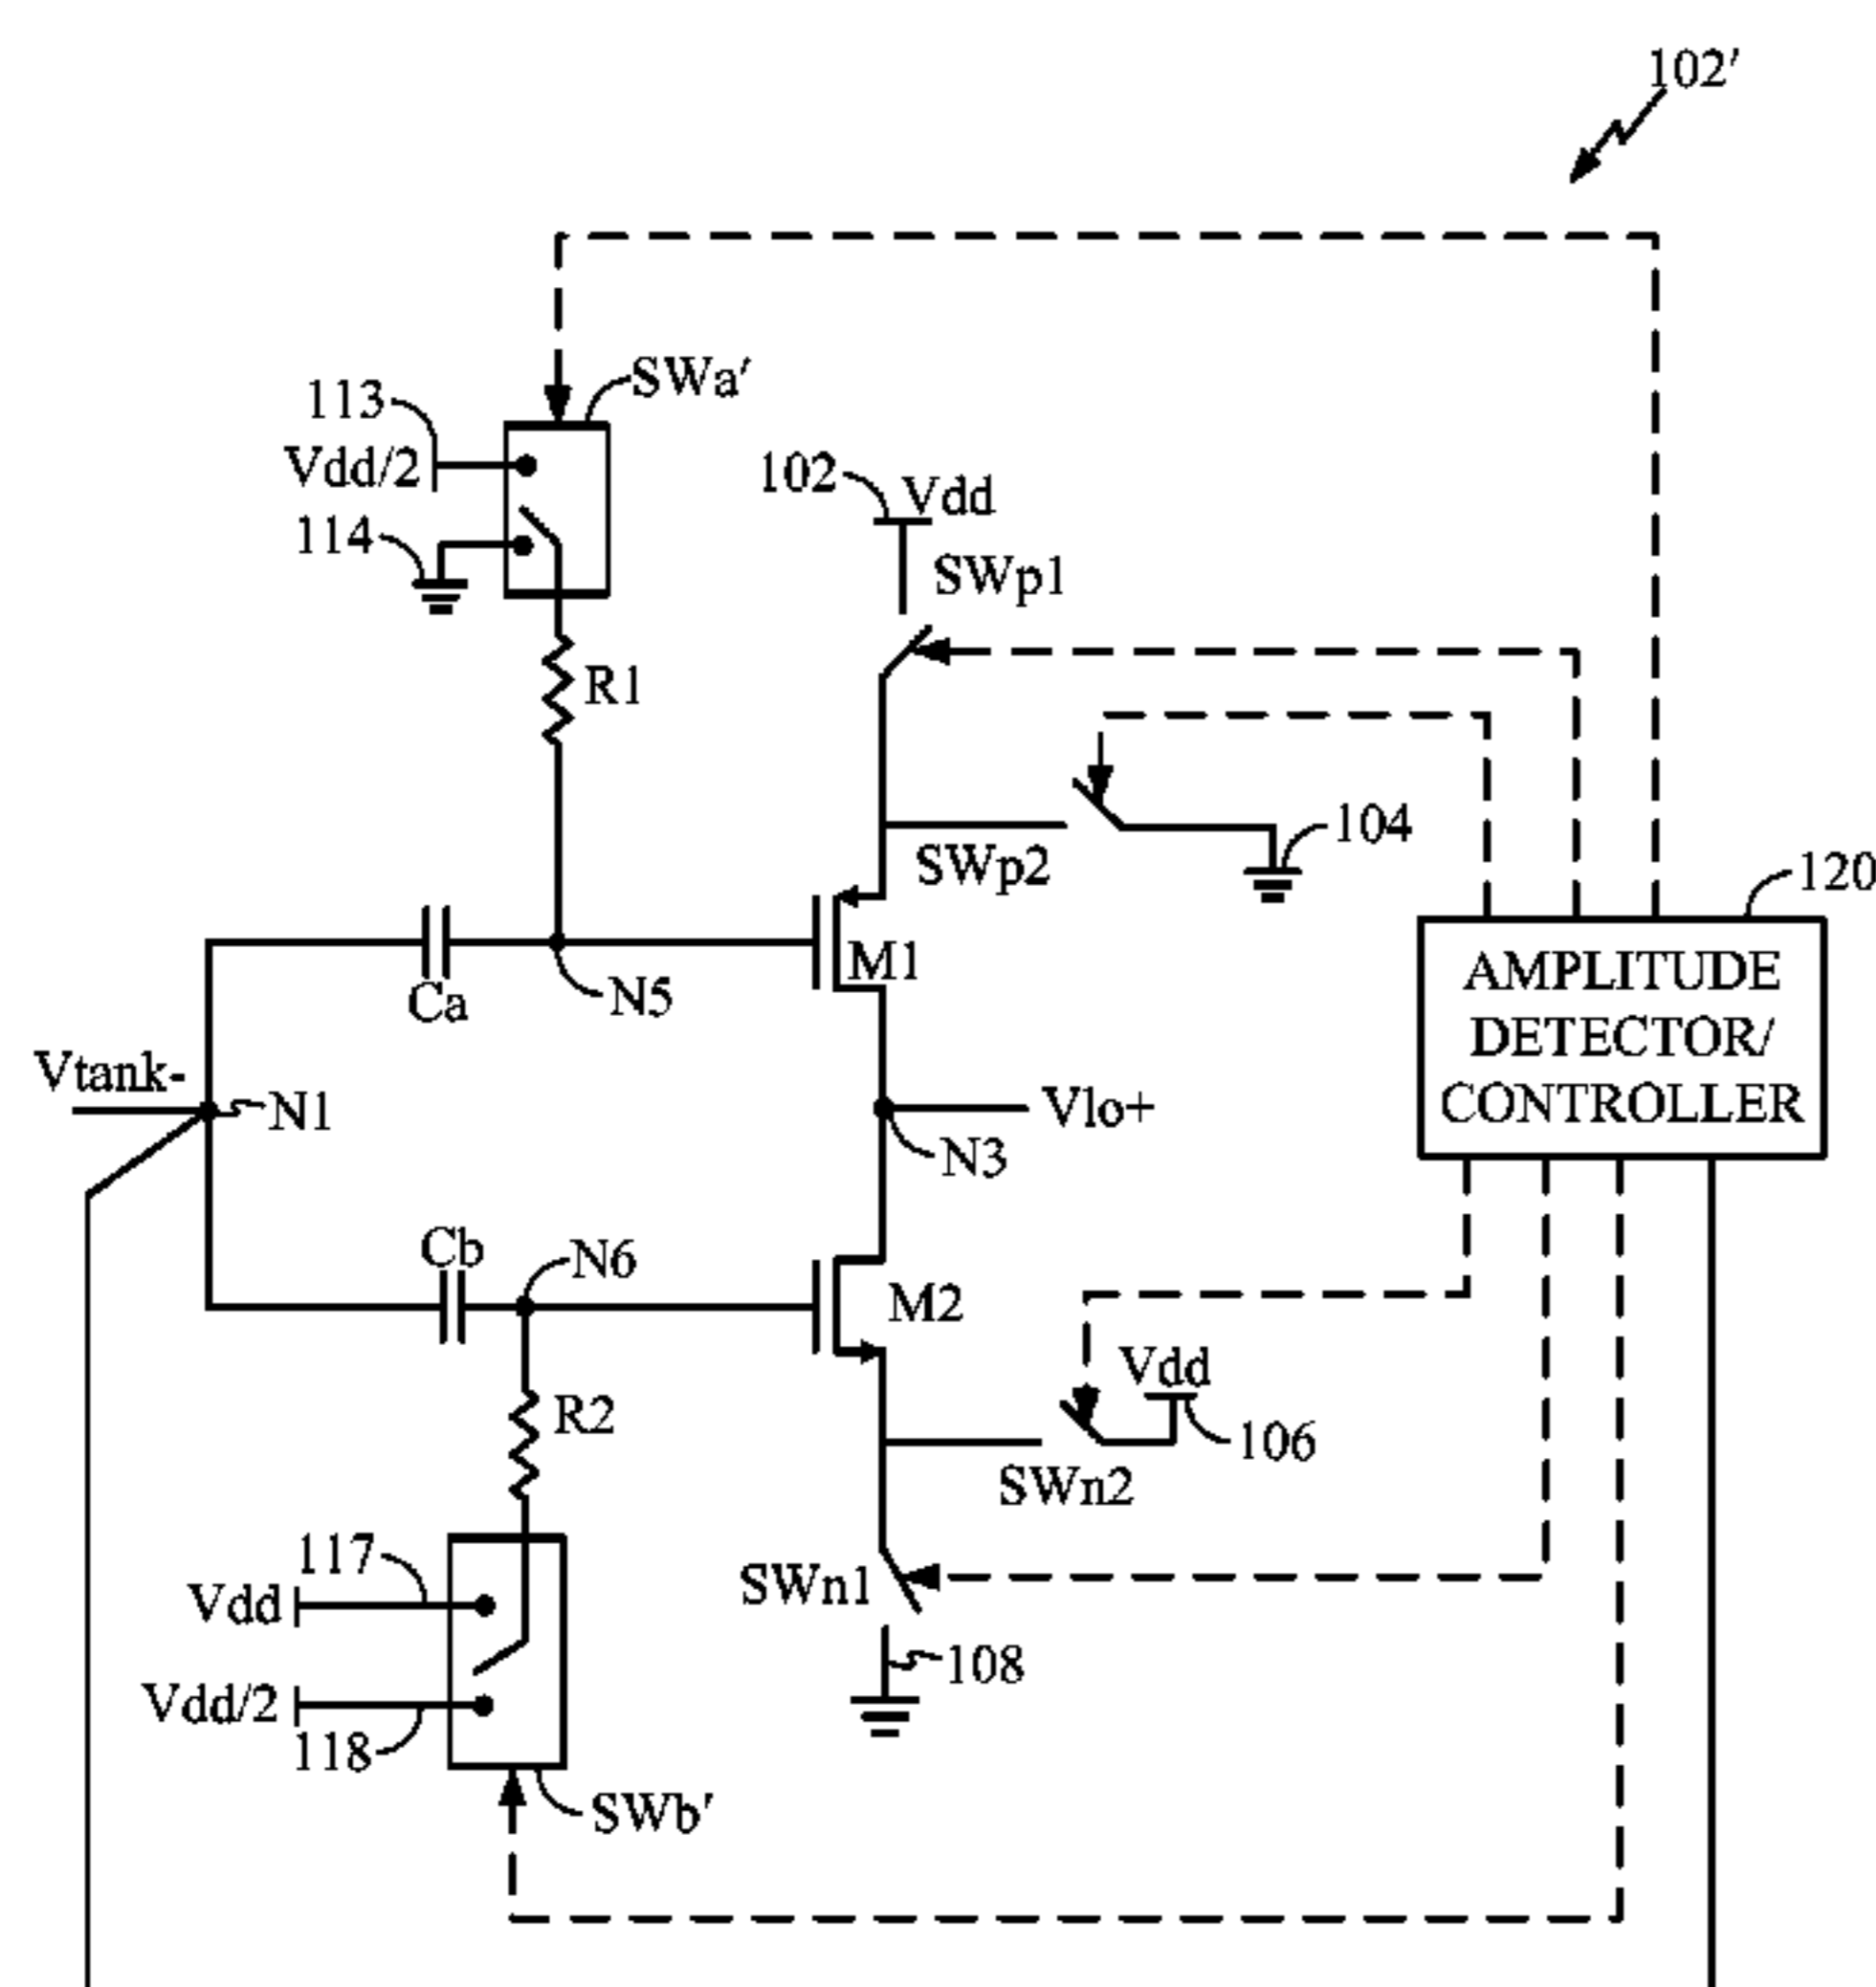 102'
SWa'
113
Vdd/2
102
Vdd
114
SWp1
R1
104
SWp2
120
M1
AMPLITUDE
DETECTOR/
CONTROLLER
N5
Ca
Vtank-
N1
Vlo+
N3
Cb
N6
M2
Vdd
R2
106
SWn2
117
SWn1
Vdd
108
Vdd/2
118
SWb'